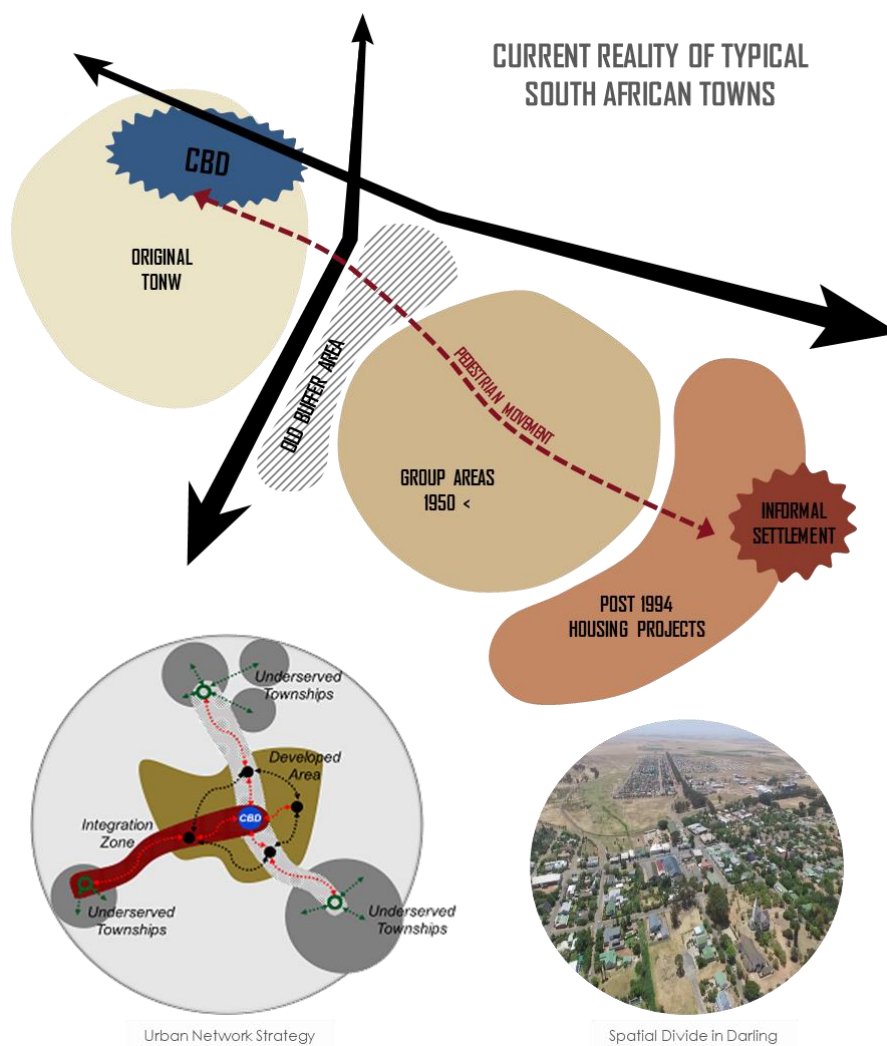 CURRENT REALITY OF TYPICAL
SOUTH AFRICAN TOWNS
CBD
ORIGINAL
TONW
OLD BUFFER AREA
PEDESTRIAN MOVEMENT
GROUP AREAS
1950 <
INFORMAL
SETTLEMENT
POST 1994
HOUSING PROJECTS
Underserved
Townships
Developed
Area
Integration
Zone
CBD
Underserved
Townships
Underserved
Townships
Urban Network Strategy
Spatial Divide in Darling